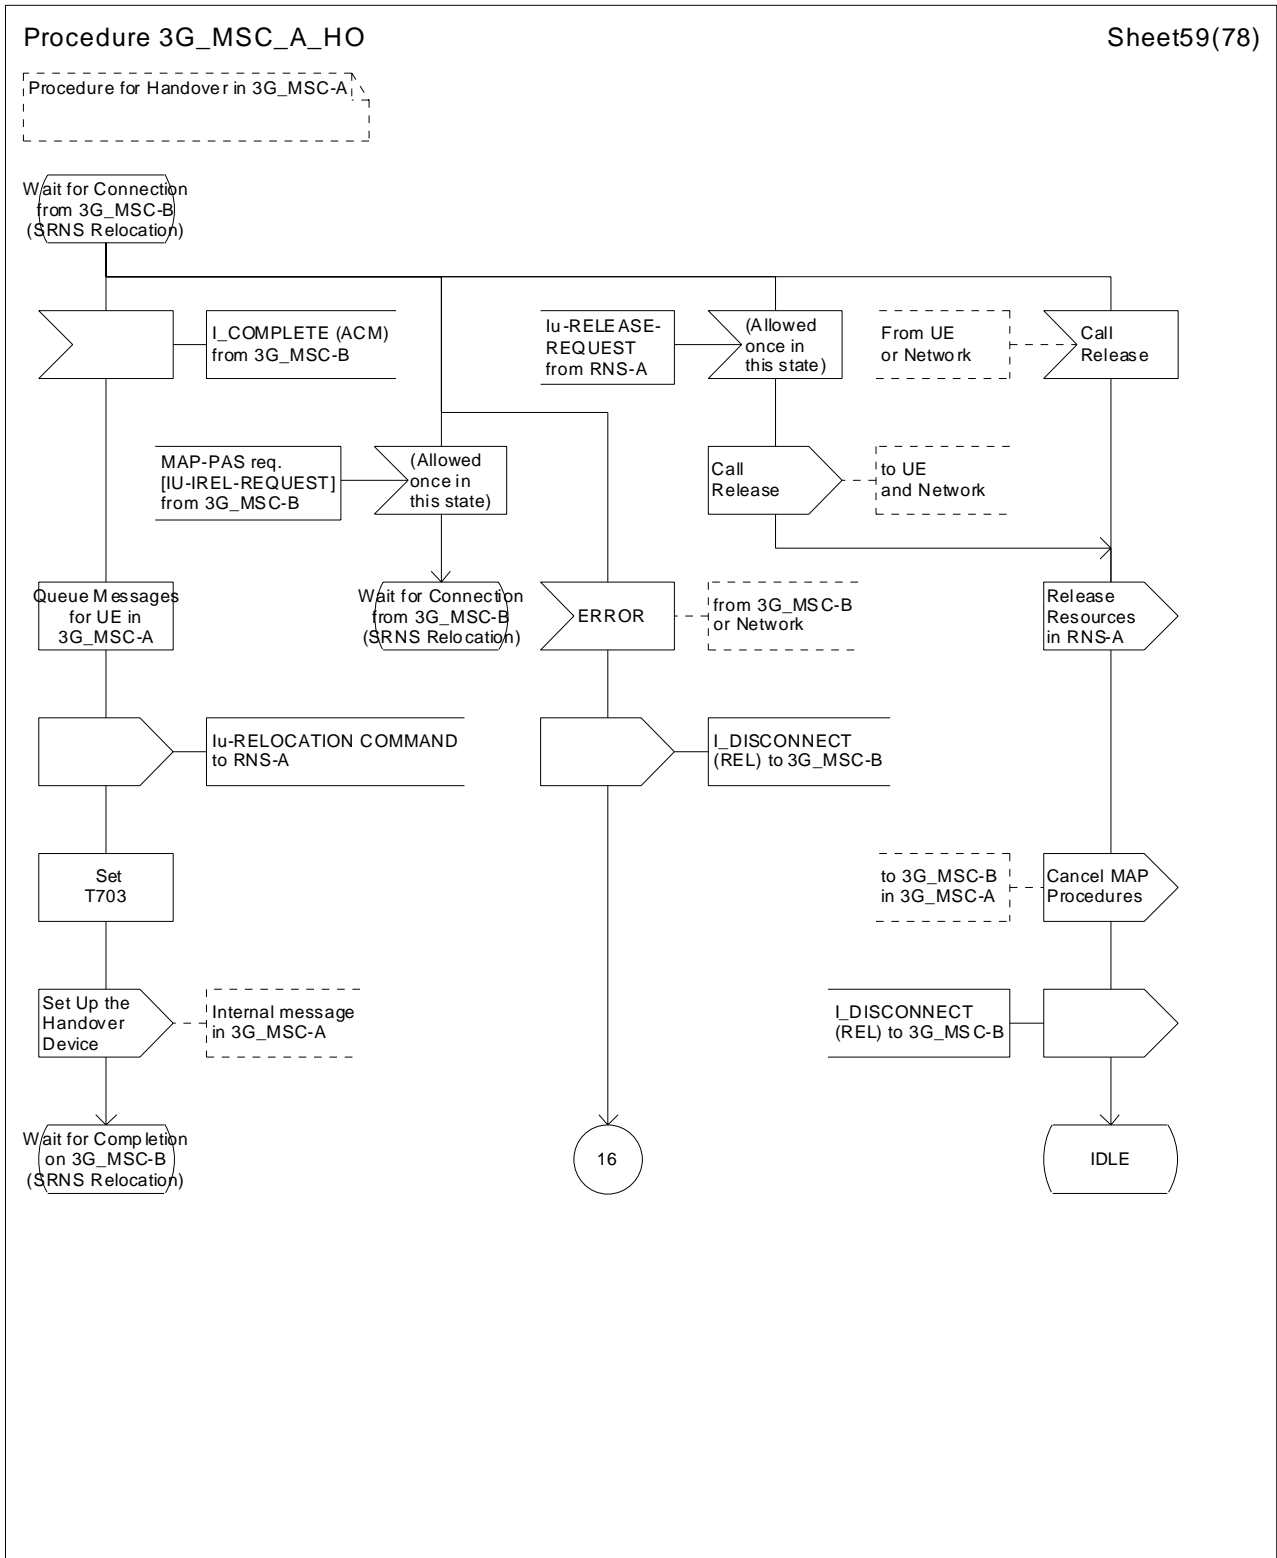 Procedure 3G_MSC_A_HO
Sheet59(78)
Procedure for Handover in 3G_MSC-A
Wait for Connection
from 3G_MSC-B
(SRNS Relocation)
I_COMPLETE (ACM)
from 3G_MSC-B
Iu-RELEASE-
REQUEST
from RNS-A
(Allowed
once in
this state)
From UE
or Network
Call
Release
MAP-PAS req.
[IU-IREL-REQUEST]
from 3G_MSC-B
(Allowed
once in
this state)
Call
Release
to UE
and Network
Queue Messages
for UE in
3G_MSC-A
Wait for Connection
from 3G_MSC-B
(SRNS Relocation)
ERROR
from 3G_MSC-B
or Network
Release
Resources
in RNS-A
Iu-RELOCATION COMMAND
to RNS-A
I_DISCONNECT
(REL) to 3G_MSC-B
Set
T703
to 3G_MSC-B
in 3G_MSC-A
Cancel MAP
Procedures
Set Up the
Handover
Device
Internal message
in 3G_MSC-A
I_DISCONNECT
(REL) to 3G_MSC-B
Wait for Completion
on 3G_MSC-B
(SRNS Relocation)
16
IDLE